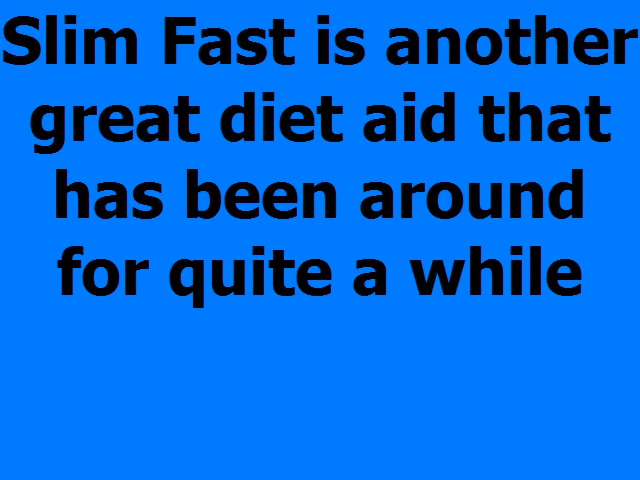 Slim Fast is another
great diet aid that
has been around
for quite a while